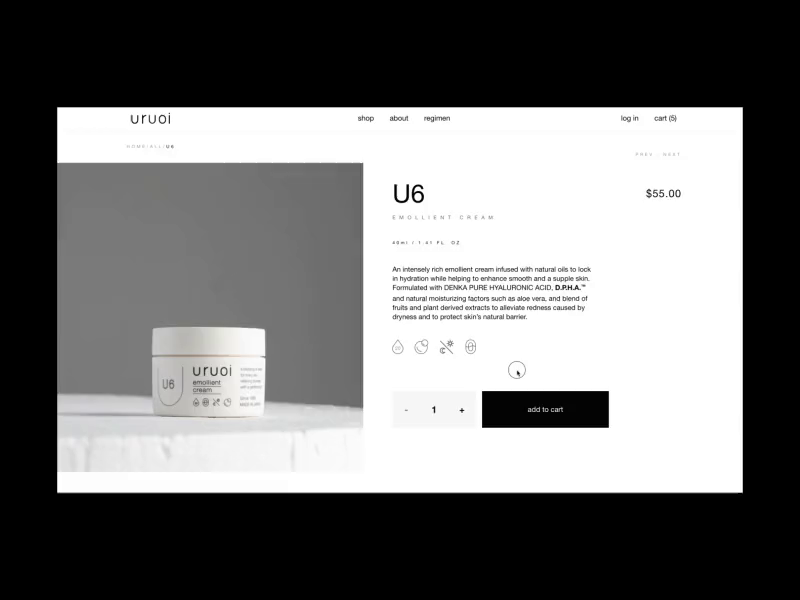 uruoi
shop about regimen
log in cart (5)
HOME/ALL/U6
PREV NEXT
U6
$55.00
EMOLLIENT CREAM
40ml / 1.41 FL. OZ
An intensely rich emollient cream infused with natural oils to lock
in hydration while helping to enhance smooth and a supple skin.
Formulated with DENKA PURE HYALURONIC ACID, D.P.H.A.™
and natural moisturizing factors such as aloe vera, and blend of
fruits and plant derived extracts to alleviate redness caused by
dryness and to protect skin's natural barrier.
- 1 +
add to cart
U6
uruoi
emollient
cream